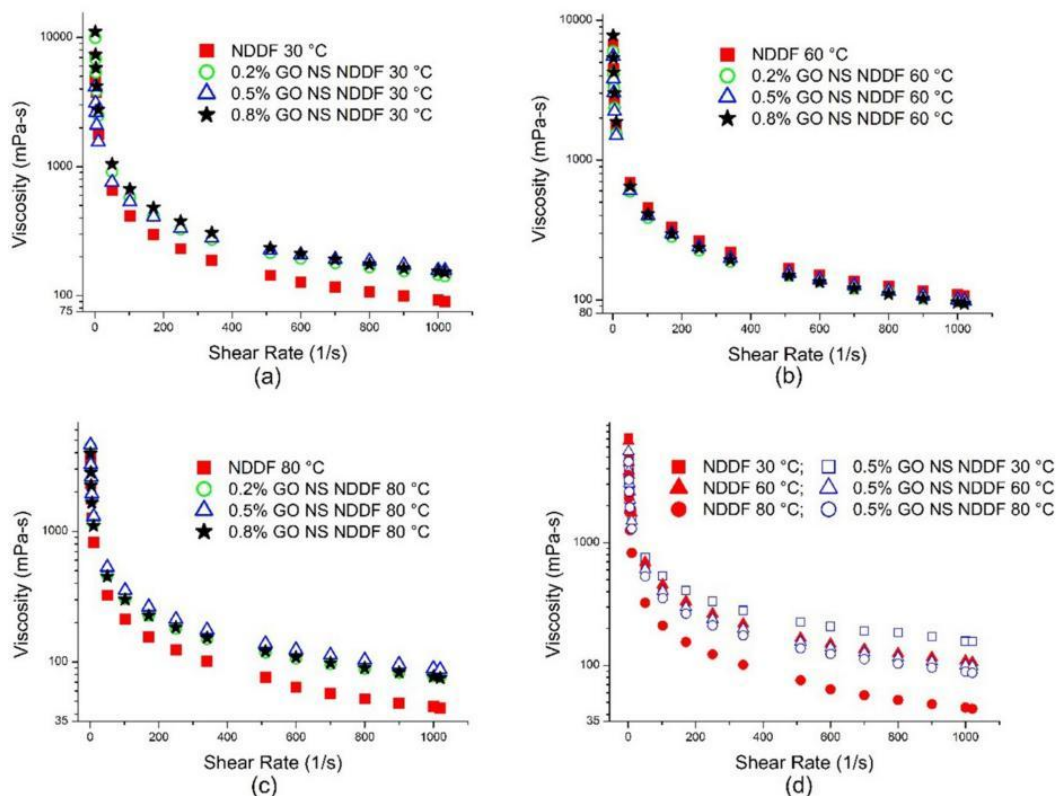 10000
1000
100
75
Viscosity (mPa-s)
NDDF 30 °C
0.2% GO NS NDDF 30 °C
0.5% GO NS NDDF 30 °C
0.8% GO NS NDDF 30 °C
0 200 400 600 800 1000
Shear Rate (1/s)
(a)
10000
1000
100
80
Viscosity (mPa-s)
NDDF 60 °C
0.2% GO NS NDDF 60 °C
0.5% GO NS NDDF 60 °C
0.8% GO NS NDDF 60 °C
0 200 400 600 800 1000
Shear Rate (1/s)
(b)
1000
100
35
Viscosity (mPa-s)
NDDF 80 °C
0.2% GO NS NDDF 80 °C
0.5% GO NS NDDF 80 °C
0.8% GO NS NDDF 80 °C
0 200 400 600 800 1000
Shear Rate (1/s)
(c)
1000
100
35
Viscosity (mPa-s)
NDDF 30 °C; 0.5% GO NS NDDF 30 °C
NDDF 60 °C; 0.5% GO NS NDDF 60 °C
NDDF 80 °C; 0.5% GO NS NDDF 80 °C
0 200 400 600 800 1000
Shear Rate (1/s)
(d)